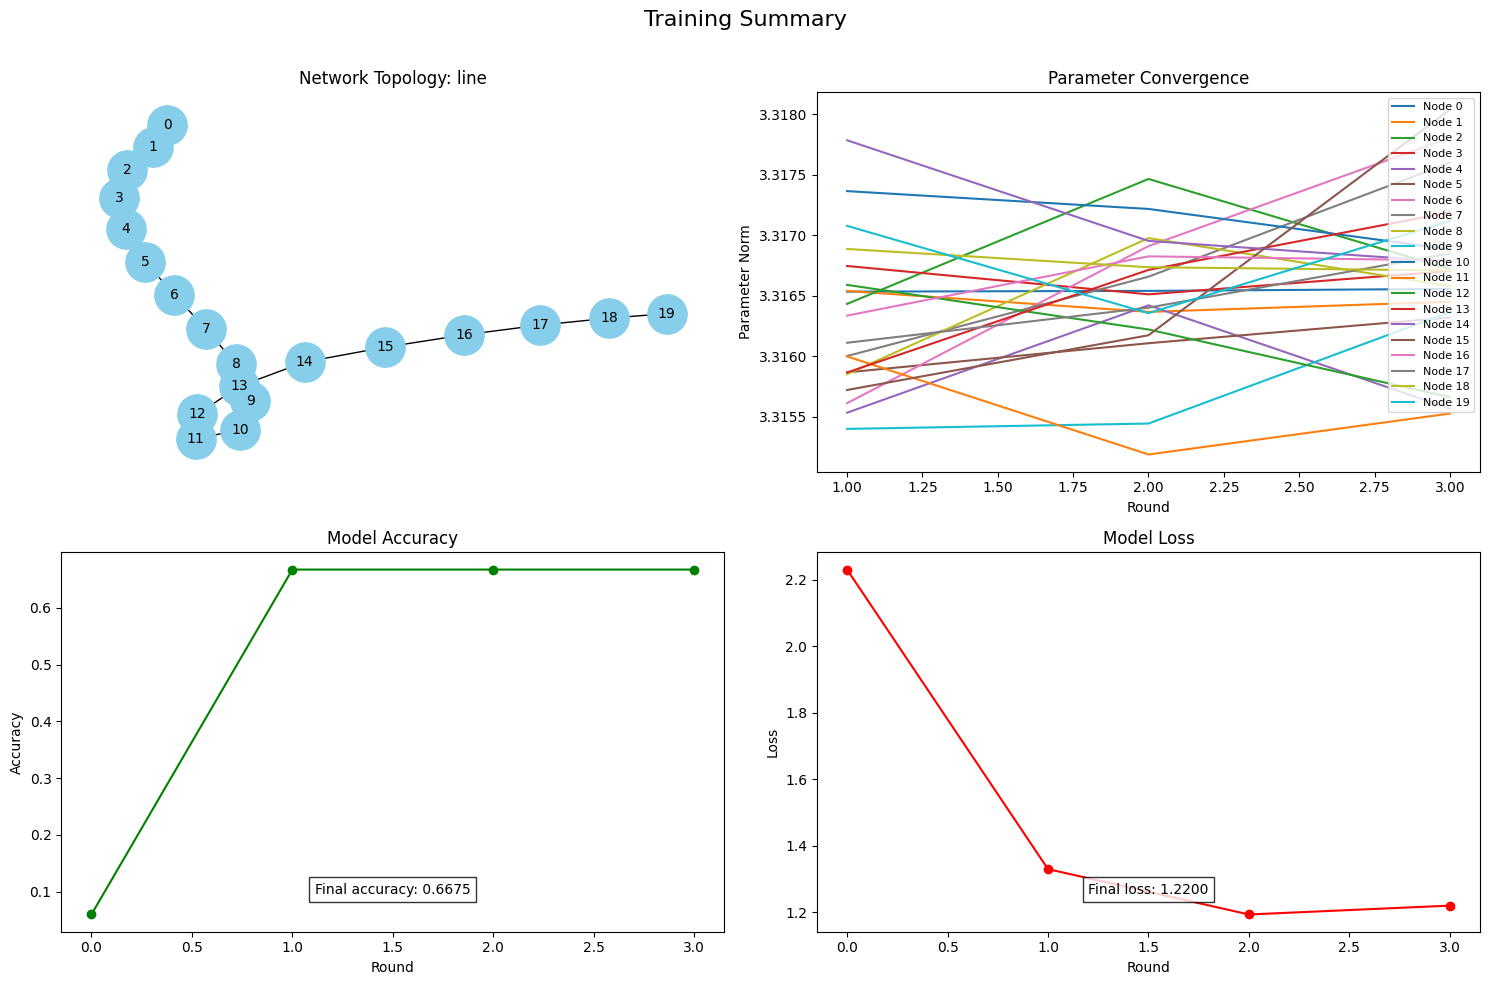 Training Summary
Network Topology: line
0
1
2
3
4
5
6
7
8
13
9
12
10
11
14
15
16
17
18
19
Parameter Convergence
Parameter Norm
3.3180
3.3175
3.3170
3.3165
3.3160
3.3155
Node 0
Node 1
Node 2
Node 3
Node 4
Node 5
Node 6
Node 7
Node 8
Node 9
Node 10
Node 11
Node 12
Node 13
Node 14
Node 15
Node 16
Node 17
Node 18
Node 19
1.00 1.25 1.50 1.75 2.00 2.25 2.50 2.75 3.00
Round
Model Accuracy
Accuracy
0.6
0.5
0.4
0.3
0.2
0.1
Final accuracy: 0.6675
0.0 0.5 1.0 1.5 2.0 2.5 3.0
Round
Model Loss
Loss
2.2
2.0
1.8
1.6
1.4
1.2
Final loss: 1.2200
0.0 0.5 1.0 1.5 2.0 2.5 3.0
Round